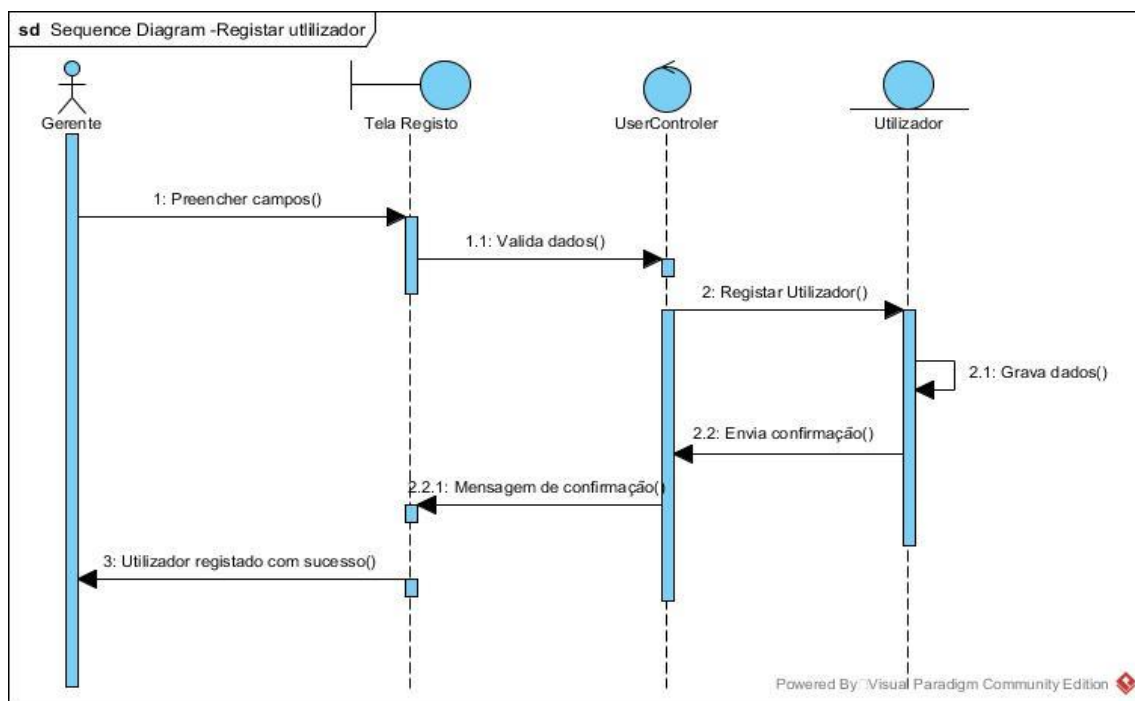 sd Sequence Diagram -Registar utlilizador
Gerente
Tela Registo
UserControler
Utilizador
1: Preencher campos()
1.1: Valida dados()
2: Registar Utilizador()
2.1: Grava dados()
2.2: Envia confirmação()
2.2.1: Mensagem de confirmação()
3: Utilizador registado com sucesso()
Powered By Visual Paradigm Community Edition